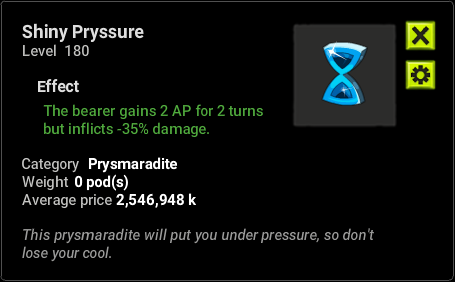 Shiny Pryssure
Level 180
Effect
The bearer gains 2 AP for 2 turns
but inflicts -35% damage.
Category Prysmaradite
Weight 0 pod(s)
Average price 2,546,948 k
This prysmaradite will put you under pressure, so don't
lose your cool.